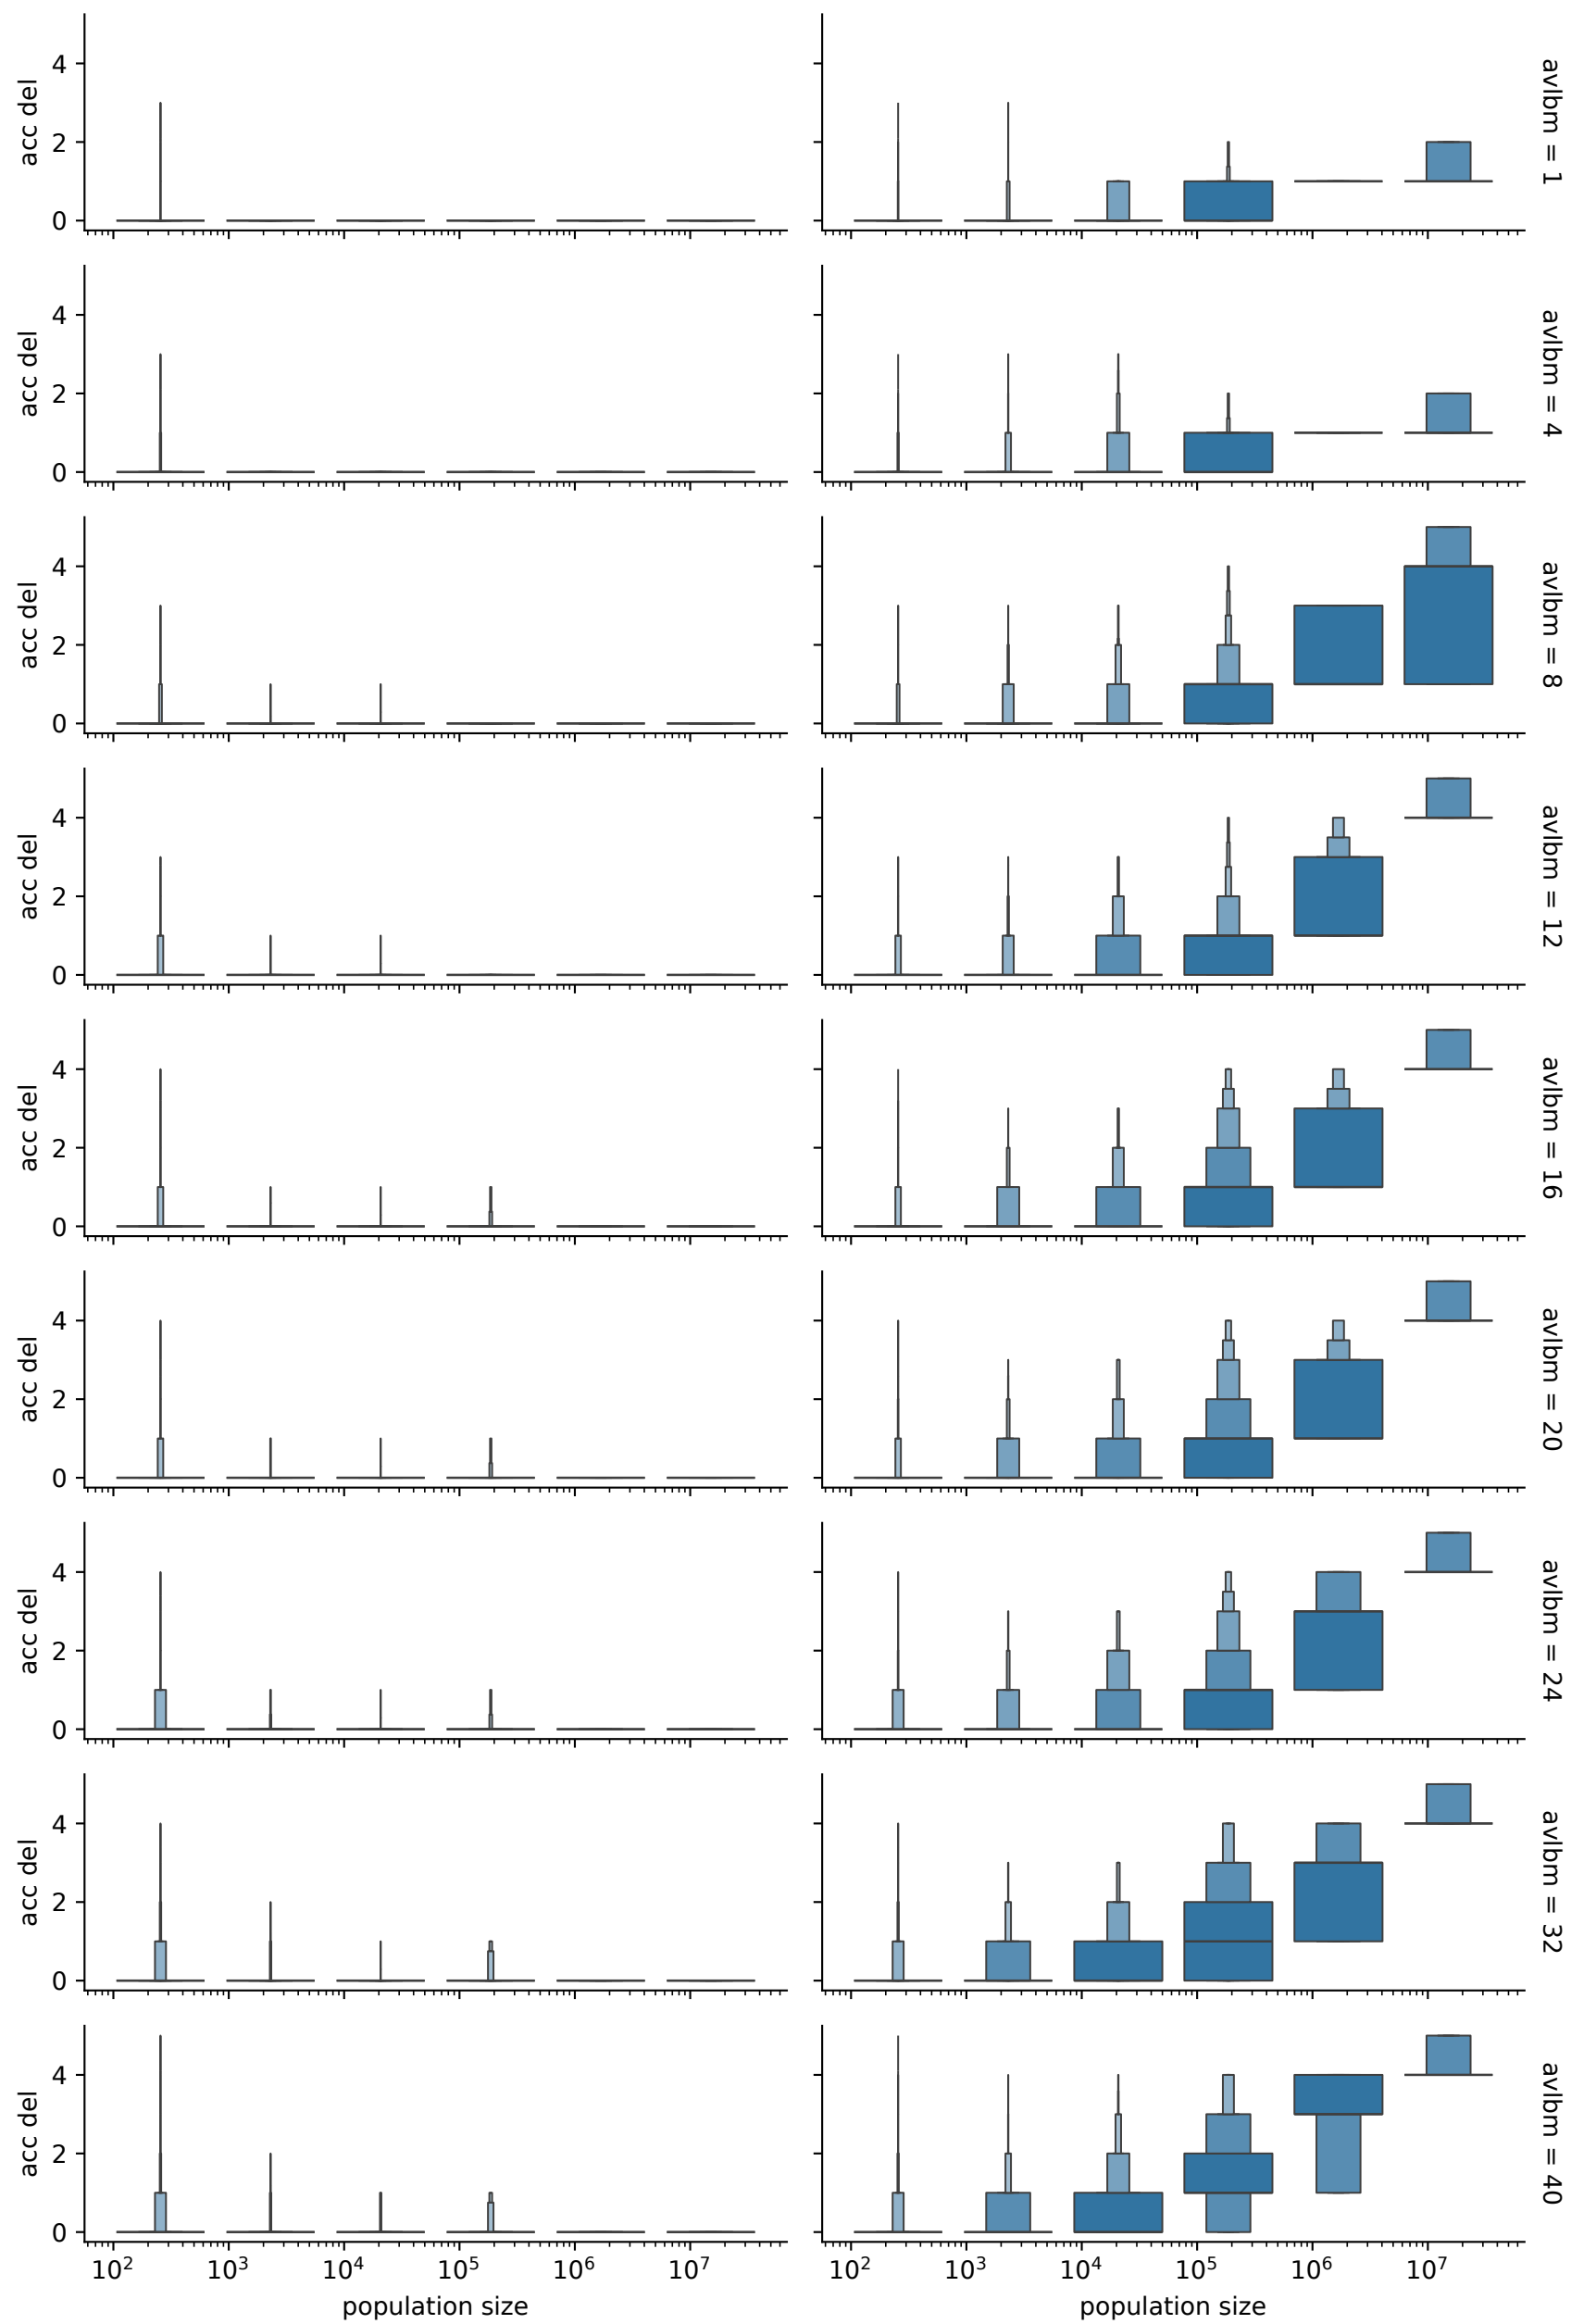 acc del
4
2
0
avlbm = 1
acc del
4
2
0
avlbm = 4
acc del
4
2
0
avlbm = 8
acc del
4
2
0
avlbm = 12
acc del
4
2
0
avlbm = 16
acc del
4
2
0
avlbm = 20
acc del
4
2
0
avlbm = 24
acc del
4
2
0
avlbm = 32
acc del
4
2
0
avlbm = 40
10² 10³ 10⁴ 10⁵ 10⁶ 10⁷ 10² 10³ 10⁴ 10⁵ 10⁶ 10⁷
population size population size